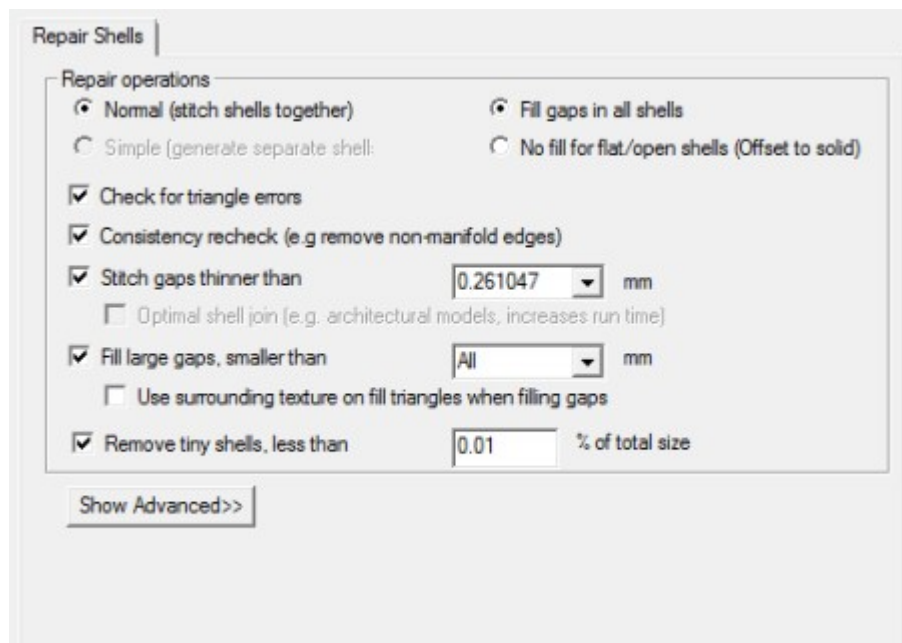 Repair Shells
Repair operations
Normal (stitch shells together)
Fill gaps in all shells
Simple (generate separate shell:
No fill for flat/open shells (Offset to solid)
Check for triangle errors
Consistency recheck (e.g remove non-manifold edges)
Stitch gaps thinner than 0.261047 mm
Optimal shell join (e.g. architectural models, increases run time)
Fill large gaps, smaller than All mm
Use surrounding texture on fill triangles when filling gaps
Remove tiny shells, less than 0.01 % of total size
Show Advanced>>